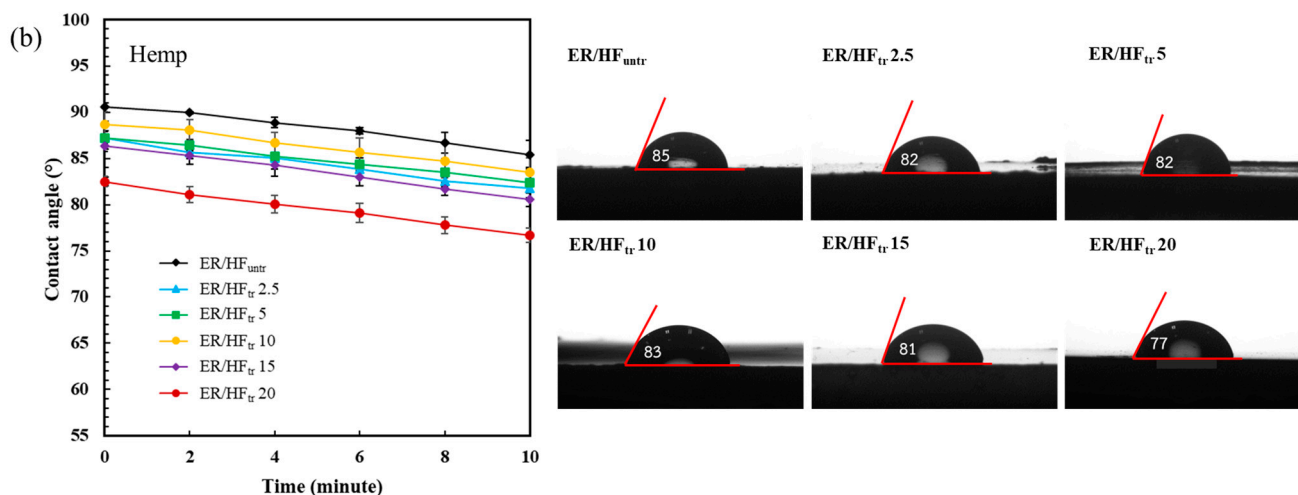 (b)
Hemp
Contact angle (°)
100
95
90
85
80
75
70
65
60
55
0 2 4 6 8 10
Time (minute)
ER/HFuntr
ER/HFtr 2.5
ER/HFtr 5
ER/HFtr 10
ER/HFtr 15
ER/HFtr 20
ER/HFuntr ER/HFtr 2.5 ER/HFtr 5
85 82 82
ER/HFtr 10 ER/HFtr 15 ER/HFtr 20
83 81 77